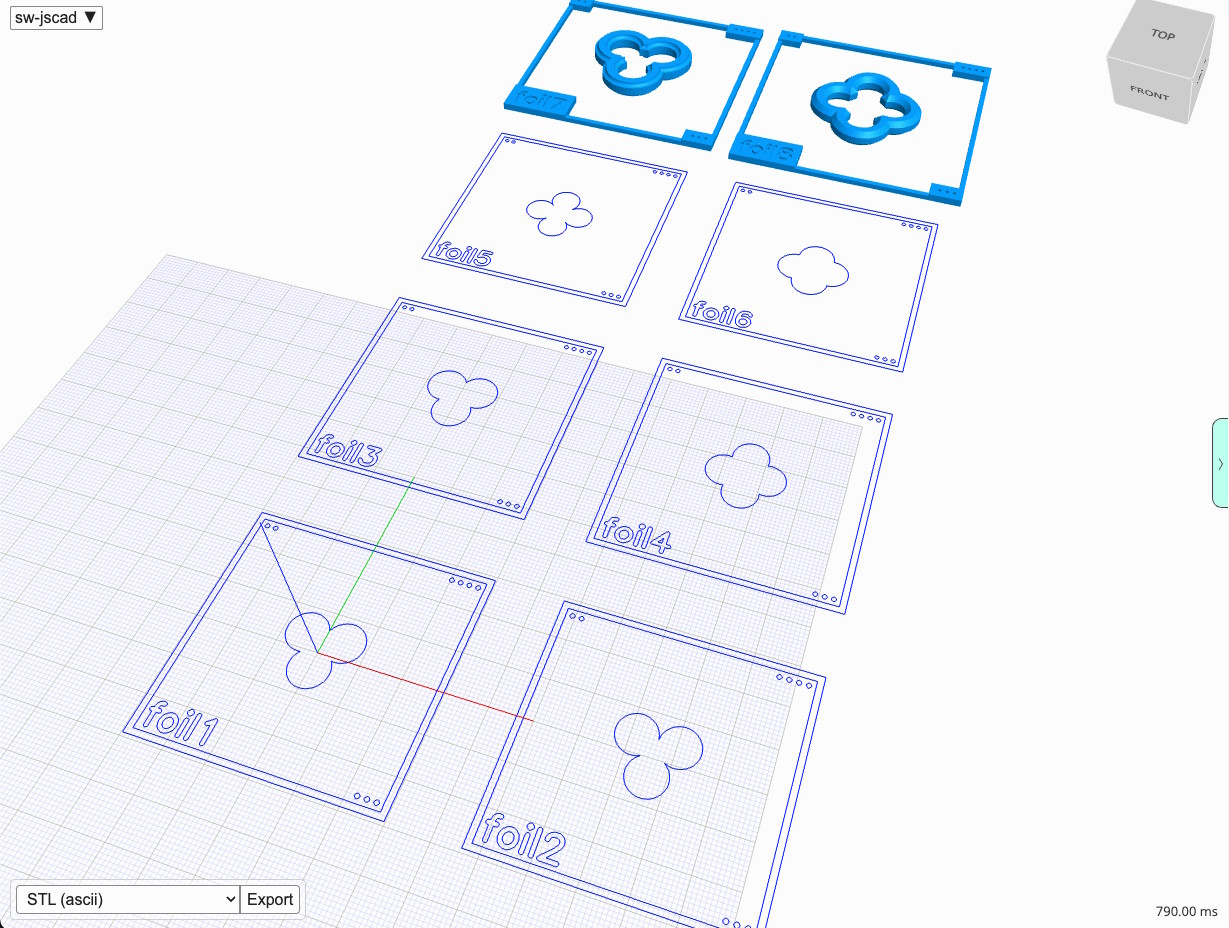 sw-jscad ▼
TOP
FRONT
foil7
foil8
foil5
foil6
foil3
foil4
foil1
foil2
STL (ascii)
Export
790.00 ms